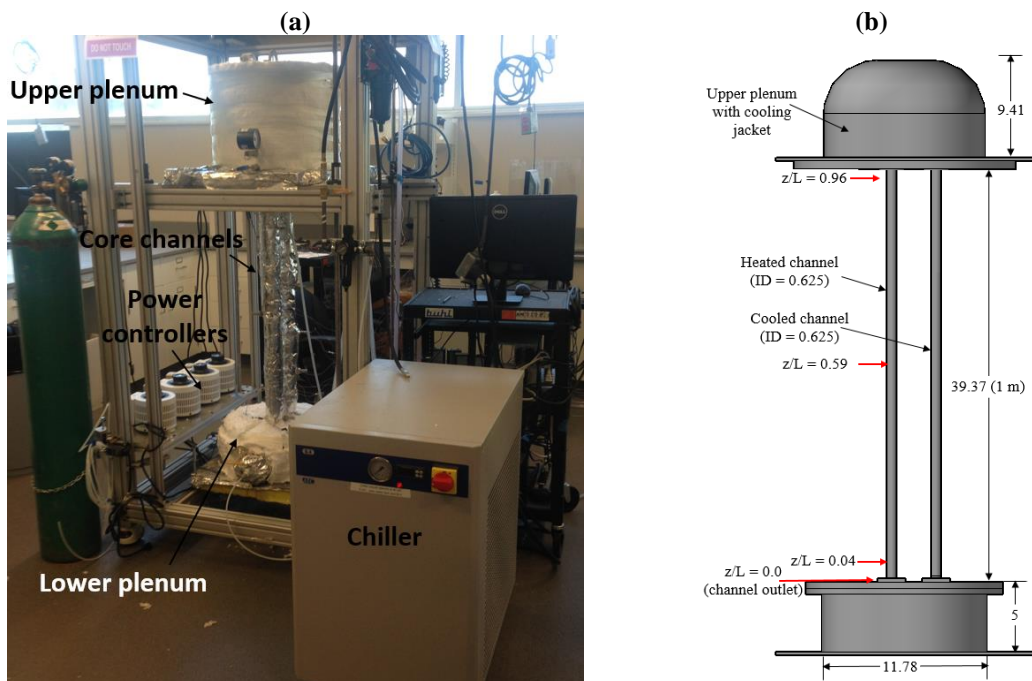 (a)
DO NOT TOUCH
Upper plenum
Core channels
Power
controllers
Lower plenum
Chiller
DELL
(b)
Upper plenum
with cooling
jacket
9.41
z/L = 0.96
Heated channel
(ID = 0.625)
Cooled channel
(ID = 0.625)
z/L = 0.59
39.37 (1 m)
z/L = 0.04
z/L = 0.0
(channel outlet)
5
11.78